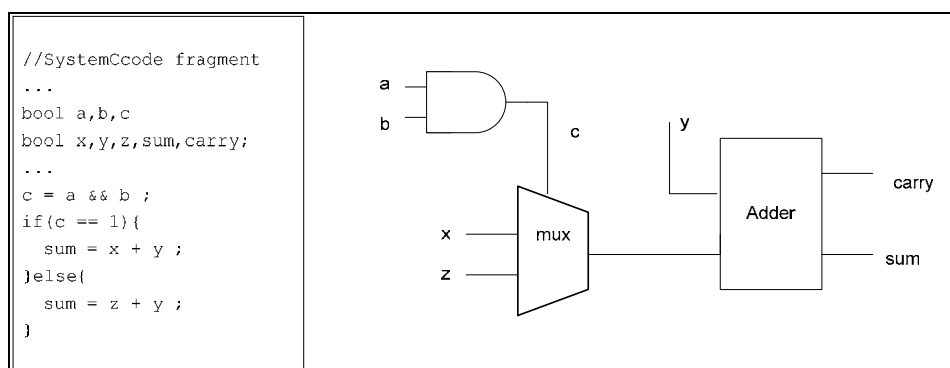 //SystemCcode fragment
...
bool a,b,c
bool x,y,z,sum,carry;
...
c = a && b ;
if(c == 1){
sum = x + y ;
}else{
sum = z + y ;
}
a
b
c
y
x
z
mux
Adder
carry
sum